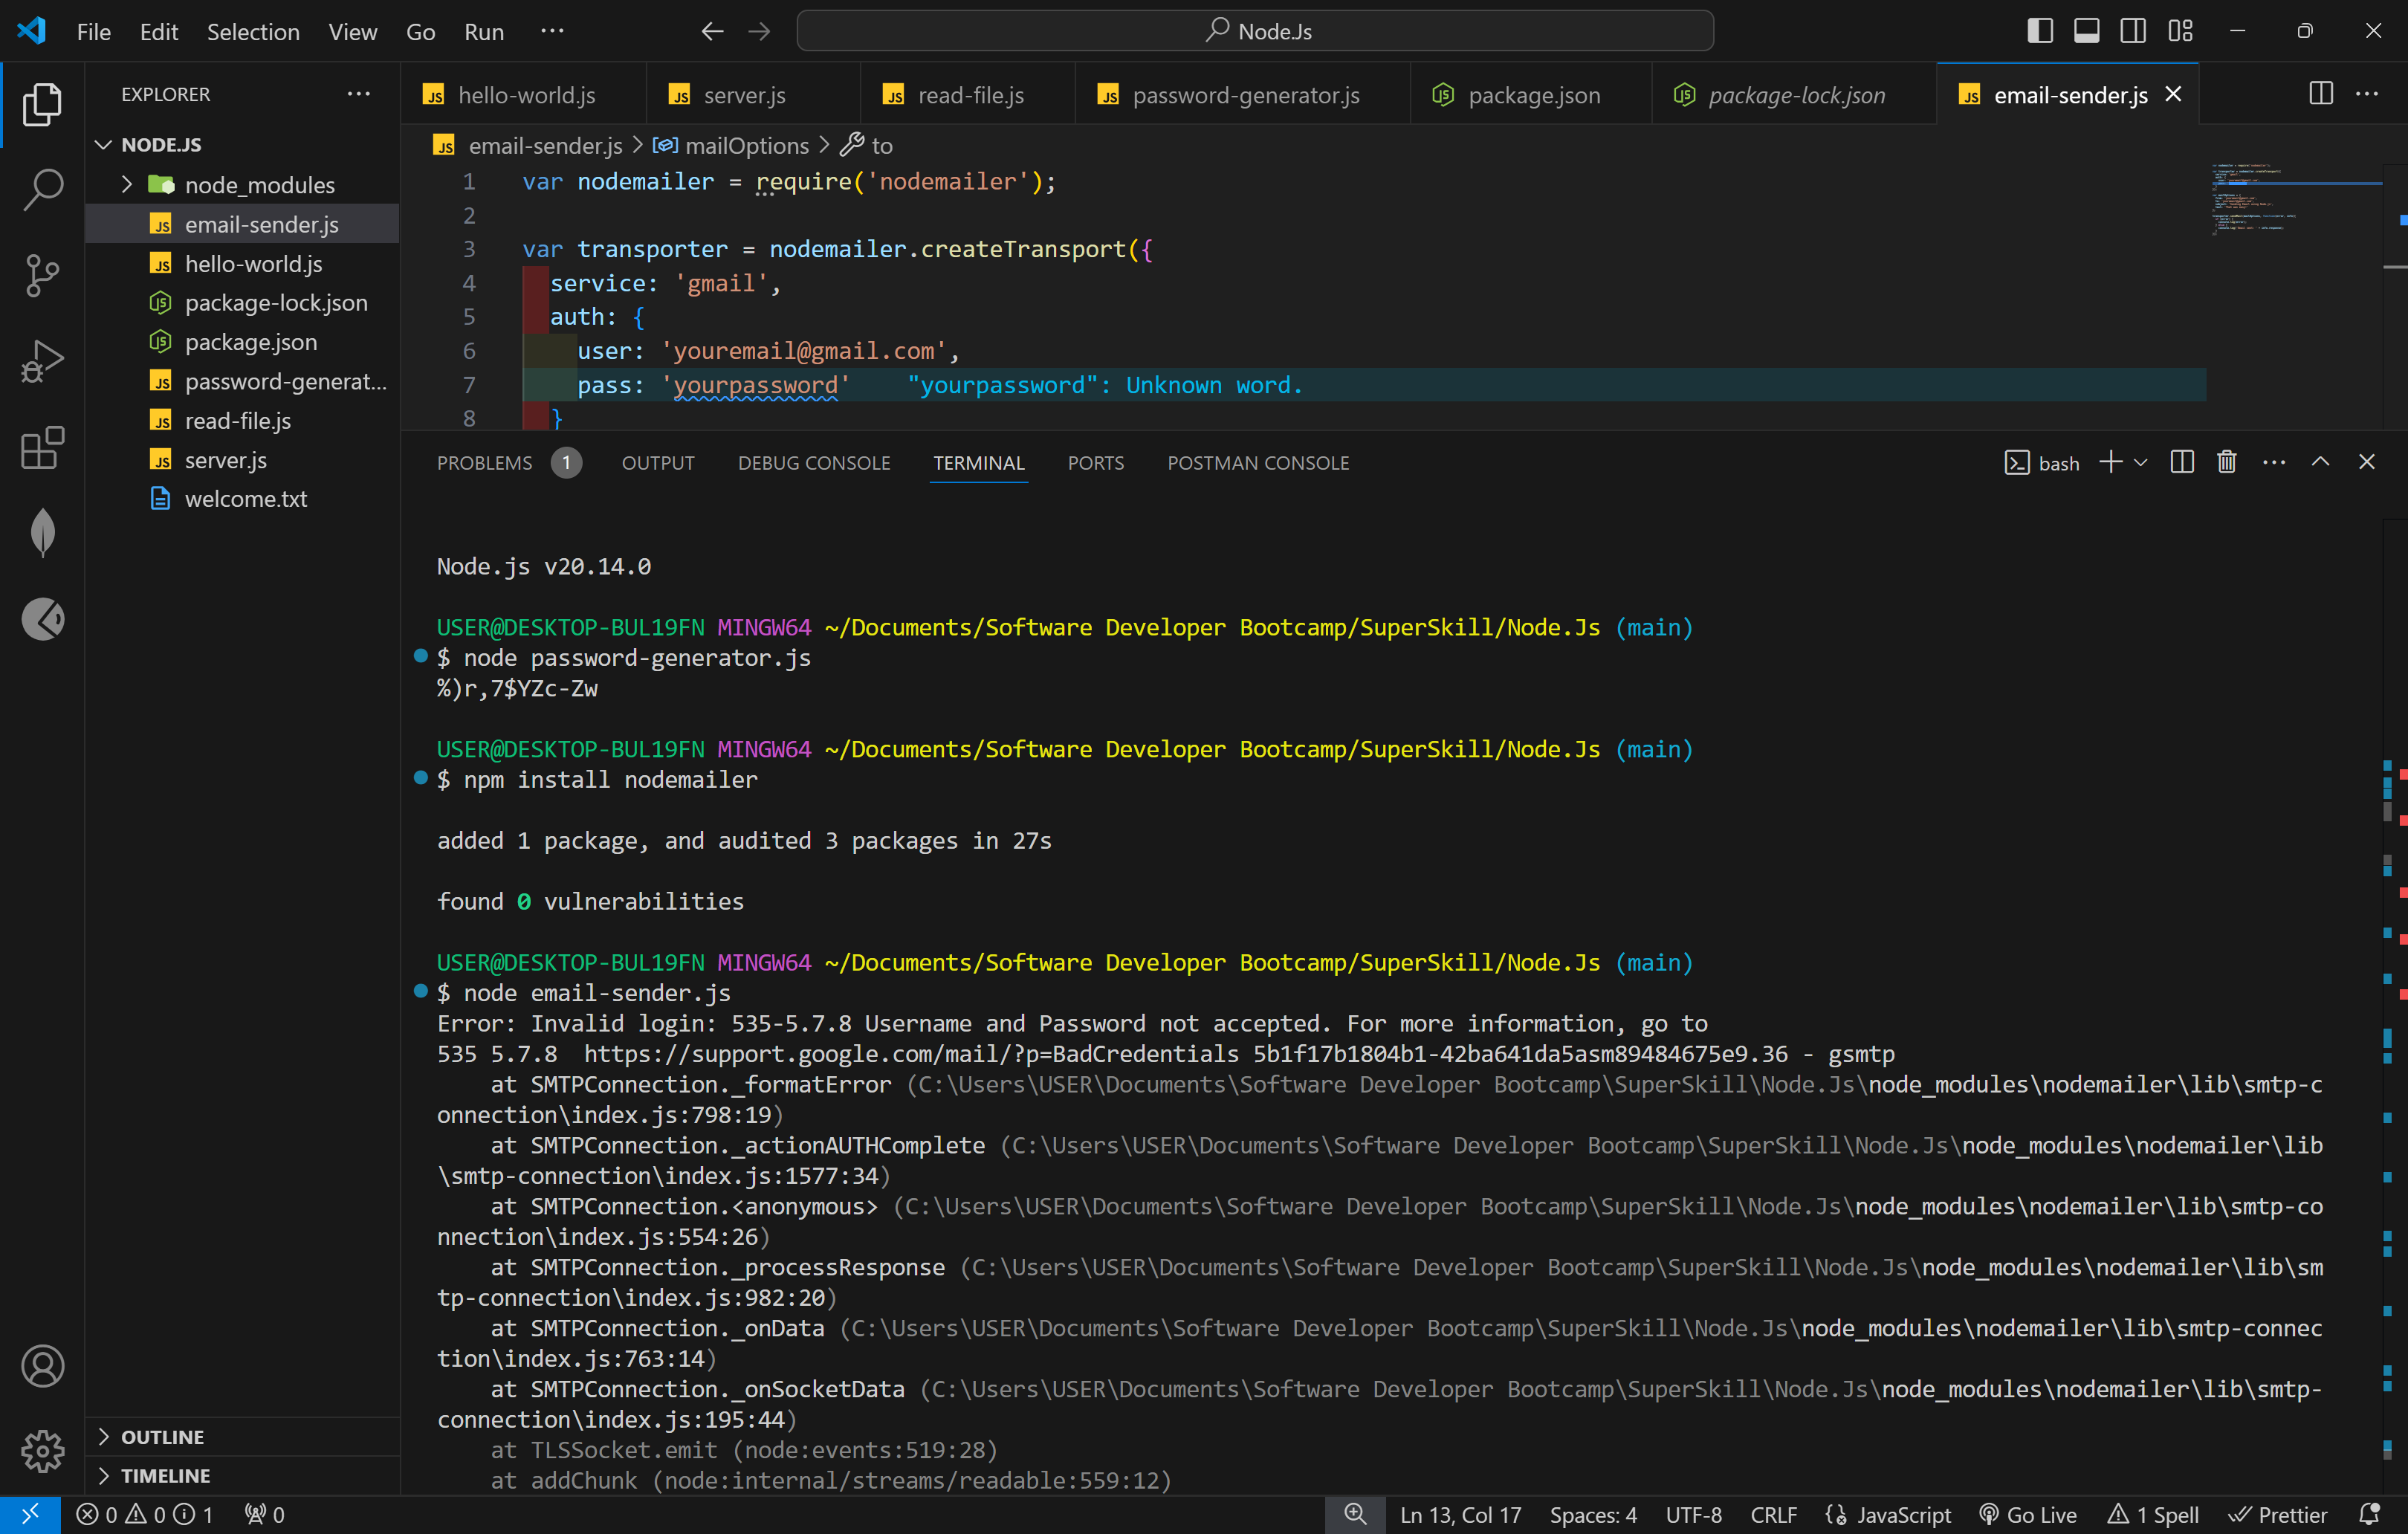 File Edit Selection View Go Run ···
Node.Js
EXPLORER
NODE.JS
node_modules
email-sender.js
hello-world.js
package-lock.json
package.json
password-generat...
read-file.js
server.js
welcome.txt
OUTLINE
TIMELINE
hello-world.js server.js read-file.js password-generator.js package.json package-lock.json email-sender.js
email-sender.js > mailOptions > to
1 var nodemailer = require('nodemailer');
2
3 var transporter = nodemailer.createTransport({
4 service: 'gmail',
5 auth: {
6 user: 'youremail@gmail.com',
7 pass: 'yourpassword' "yourpassword": Unknown word.
8 }
PROBLEMS 1 OUTPUT DEBUG CONSOLE TERMINAL PORTS POSTMAN CONSOLE
bash
Node.js v20.14.0
USER@DESKTOP-BUL19FN MINGW64 ~/Documents/Software Developer Bootcamp/SuperSkill/Node.Js (main)
$ node password-generator.js
%)r,7$YZc-Zw
USER@DESKTOP-BUL19FN MINGW64 ~/Documents/Software Developer Bootcamp/SuperSkill/Node.Js (main)
$ npm install nodemailer
added 1 package, and audited 3 packages in 27s
found 0 vulnerabilities
USER@DESKTOP-BUL19FN MINGW64 ~/Documents/Software Developer Bootcamp/SuperSkill/Node.Js (main)
$ node email-sender.js
Error: Invalid login: 535-5.7.8 Username and Password not accepted. For more information, go to
535 5.7.8  https://support.google.com/mail/?p=BadCredentials 5b1f17b1804b1-42ba641da5asm89484675e9.36 - gsmtp
at SMTPConnection._formatError (C:\Users\USER\Documents\Software Developer Bootcamp\SuperSkill\Node.Js\node_modules\nodemailer\lib\smtp-c
onnection\index.js:798:19)
at SMTPConnection._actionAUTHComplete (C:\Users\USER\Documents\Software Developer Bootcamp\SuperSkill\Node.Js\node_modules\nodemailer\lib
\smtp-connection\index.js:1577:34)
at SMTPConnection.<anonymous> (C:\Users\USER\Documents\Software Developer Bootcamp\SuperSkill\Node.Js\node_modules\nodemailer\lib\smtp-co
nnection\index.js:554:26)
at SMTPConnection._processResponse (C:\Users\USER\Documents\Software Developer Bootcamp\SuperSkill\Node.Js\node_modules\nodemailer\lib\sm
tp-connection\index.js:982:20)
at SMTPConnection._onData (C:\Users\USER\Documents\Software Developer Bootcamp\SuperSkill\Node.Js\node_modules\nodemailer\lib\smtp-connec
tion\index.js:763:14)
at SMTPConnection._onSocketData (C:\Users\USER\Documents\Software Developer Bootcamp\SuperSkill\Node.Js\node_modules\nodemailer\lib\smtp-
connection\index.js:195:44)
at TLSSocket.emit (node:events:519:28)
at addChunk (node:internal/streams/readable:559:12)
0 0 1 0 Ln 13, Col 17 Spaces: 4 UTF-8 CRLF JavaScript Go Live 1 Spell Prettier